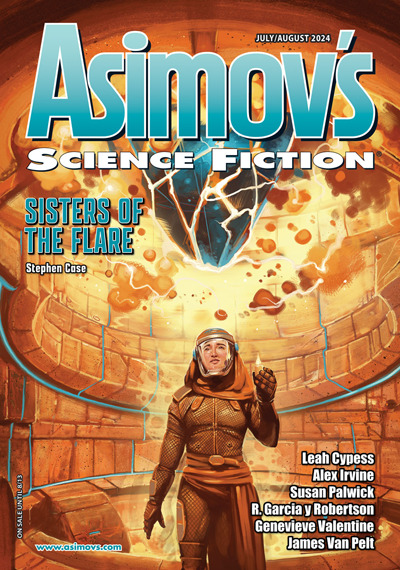 JULY/AUGUST 2024
Asimov's
SCIENCE FICTION
SISTERS OF
THE FLARE
Stephen Case
Leah Cypess
Alex Irvine
Susan Palwick
R. Garcia y Robertson
Genevieve Valentine
James Van Pelt
ON SALE UNTIL 8/13
www.asimovs.com